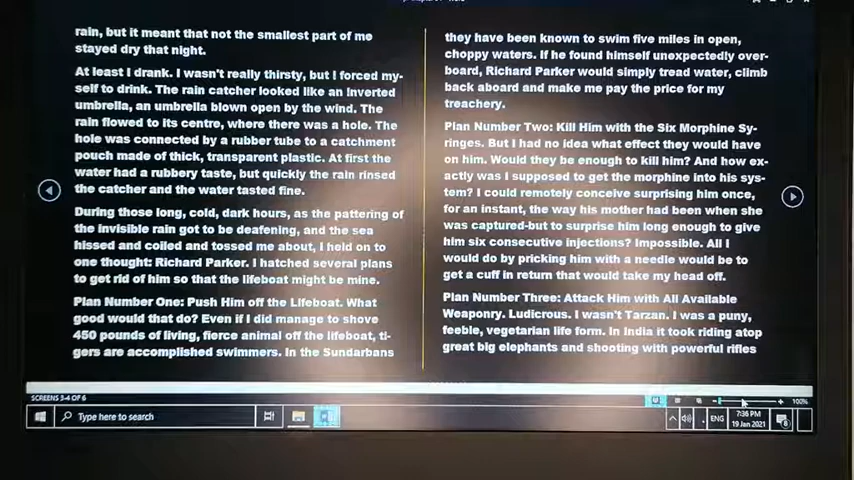 rain, but it meant that not the smallest part of me
stayed dry that night.
At least I drank. I wasn't really thirsty, but I forced my-
self to drink. The rain catcher looked like an inverted
umbrella, an umbrella blown open by the wind. The
rain flowed to its centre, where there was a hole. The
hole was connected by a rubber tube to a catchment
pouch made of thick, transparent plastic. At first the
water had a rubbery taste, but quickly the rain rinsed
the catcher and the water tasted fine.
During those long, cold, dark hours, as the pattering of
the invisible rain got to be deafening, and the sea
hissed and coiled and tossed me about, I held on to
one thought: Richard Parker. I hatched several plans
to get rid of him so that the lifeboat might be mine.
Plan Number One: Push Him off the Lifeboat. What
good would that do? Even if I did manage to shove
450 pounds of living, fierce animal off the lifeboat, ti-
gers are accomplished swimmers. In the Sundarbans
they have been known to swim five miles in open,
choppy waters. If he found himself unexpectedly over-
board, Richard Parker would simply tread water, climb
back aboard and make me pay the price for my
treachery.
Plan Number Two: Kill Him with the Six Morphine Sy-
ringes. But I had no idea what effect they would have
on him. Would they be enough to kill him? And how ex-
actly was I supposed to get the morphine into his sys-
tem? I could remotely conceive surprising him once,
for an instant, the way his mother had been when she
was captured-but to surprise him long enough to give
him six consecutive injections? Impossible. All I
would do by pricking him with a needle would be to
get a cuff in return that would take my head off.
Plan Number Three: Attack Him with All Available
Weaponry. Ludicrous. I wasn't Tarzan. I was a puny,
feeble, vegetarian life form. In India it took riding atop
great big elephants and shooting with powerful rifles
SCREENS 3-4 OF 6
100%
Type here to search
ENG
7:36 PM
19 Jan 2021